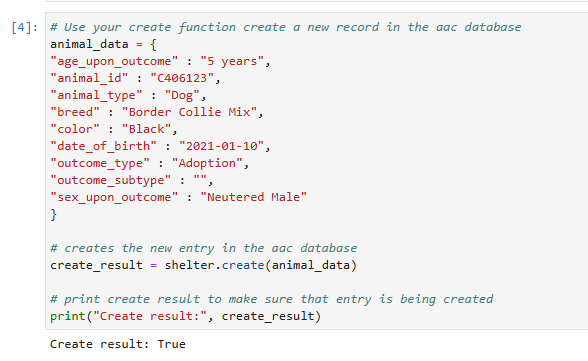 [4]: # Use your create function create a new record in the aac database
animal_data = {
"age_upon_outcome" : "5 years",
"animal_id" : "C406123",
"animal_type" : "Dog",
"breed" : "Border Collie Mix",
"color" : "Black",
"date_of_birth" : "2021-01-10",
"outcome_type" : "Adoption",
"outcome_subtype" : "",
"sex_upon_outcome" : "Neutered Male"
}
# creates the new entry in the aac database
create_result = shelter.create(animal_data)
# print create result to make sure that entry is being created
print("Create result:", create_result)
Create result: True